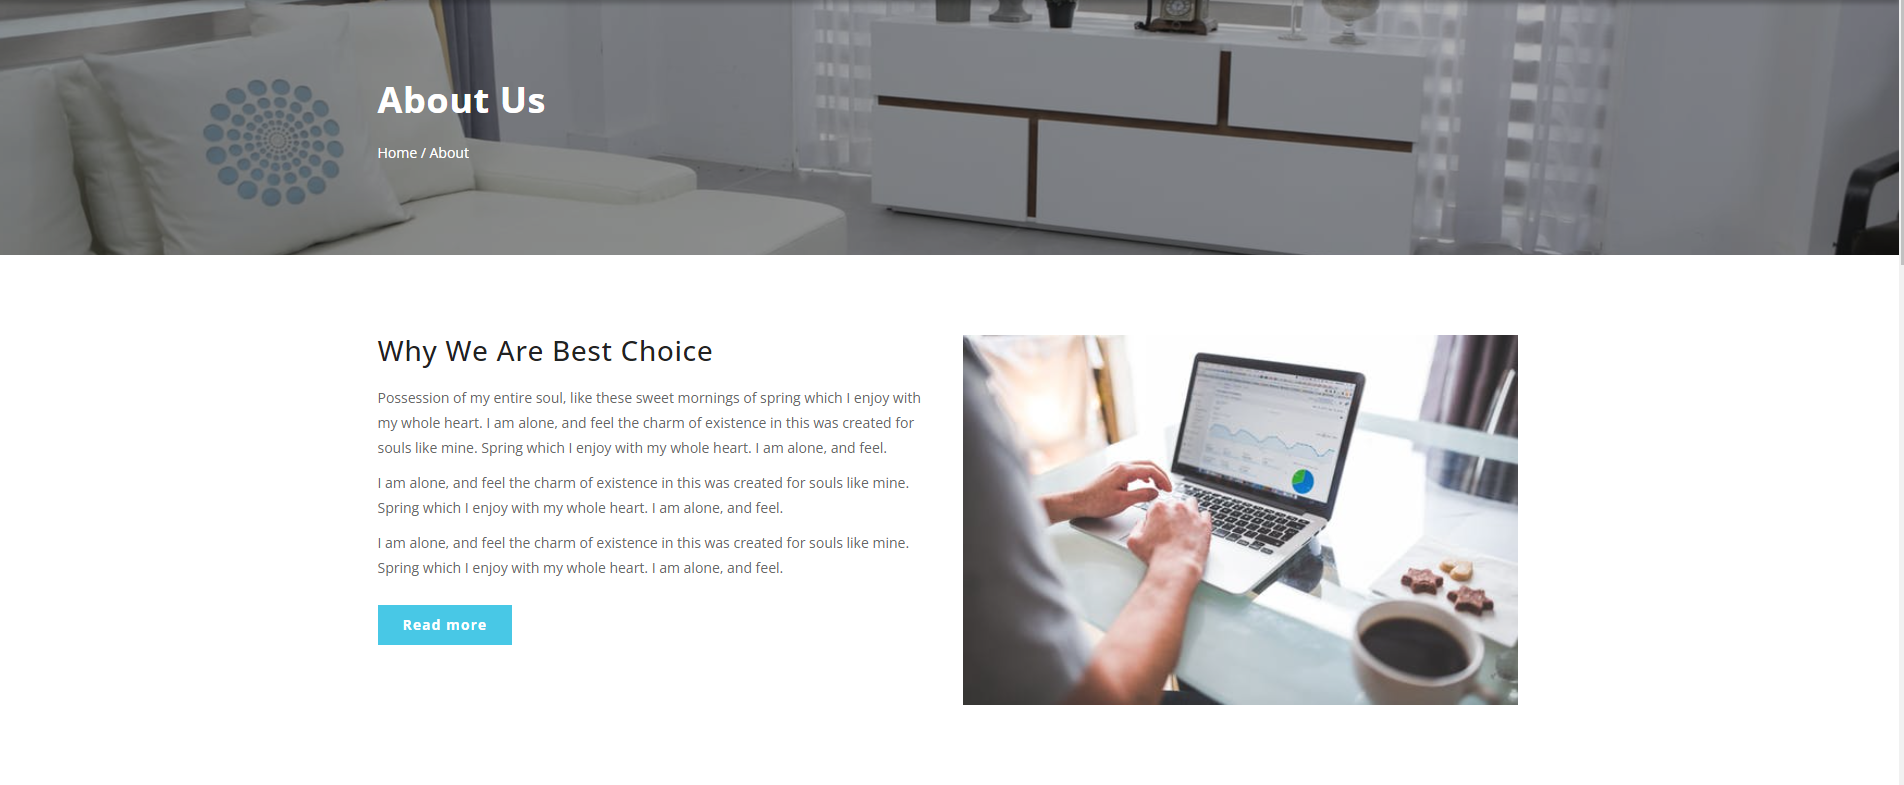 About Us
Home / About
Why We Are Best Choice
Possession of my entire soul, like these sweet mornings of spring which I enjoy with
my whole heart. I am alone, and feel the charm of existence in this was created for
souls like mine. Spring which I enjoy with my whole heart. I am alone, and feel.
I am alone, and feel the charm of existence in this was created for souls like mine.
Spring which I enjoy with my whole heart. I am alone, and feel.
I am alone, and feel the charm of existence in this was created for souls like mine.
Spring which I enjoy with my whole heart. I am alone, and feel.
Read more